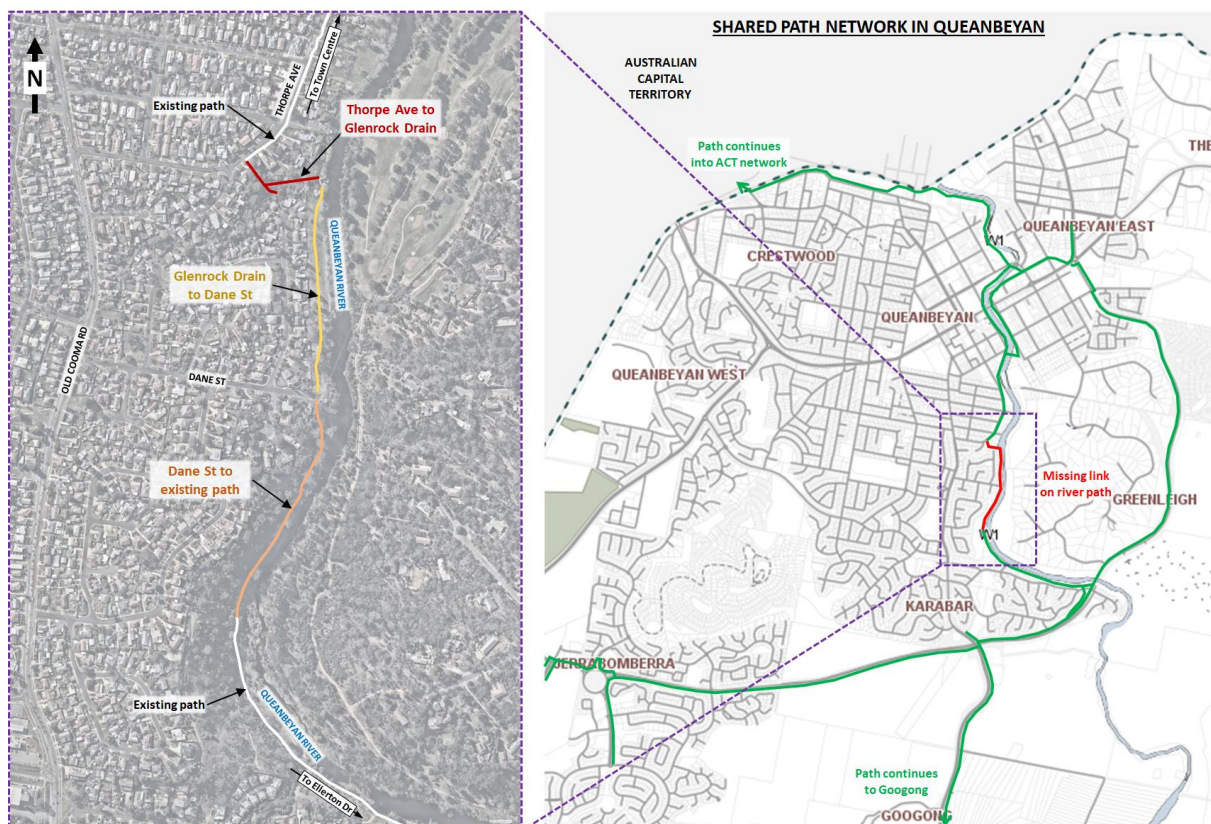 SHARED PATH NETWORK IN QUEANBEYAN
N
Existing path
THORPE AVE
To Town Centre
Thorpe Ave to
Glenrock Drain
QUEANBEYAN RIVER
Glenrock Drain
to Dane St
OLD COOMA RD
DANE ST
Dane St to
existing path
Existing path
QUEANBEYAN RIVER
To Ellerton Dr
AUSTRALIAN
CAPITAL
TERRITORY
Path continues
into ACT network
THE
QUEANBEYAN EAST
W1
CRESTWOOD
QUEANBEYAN
QUEANBEYAN WEST
Missing link
on river path
GREENLEIGH
W1
KARABAR
JERRABOMBERRA
Path continues
to Googong
GOOGONG